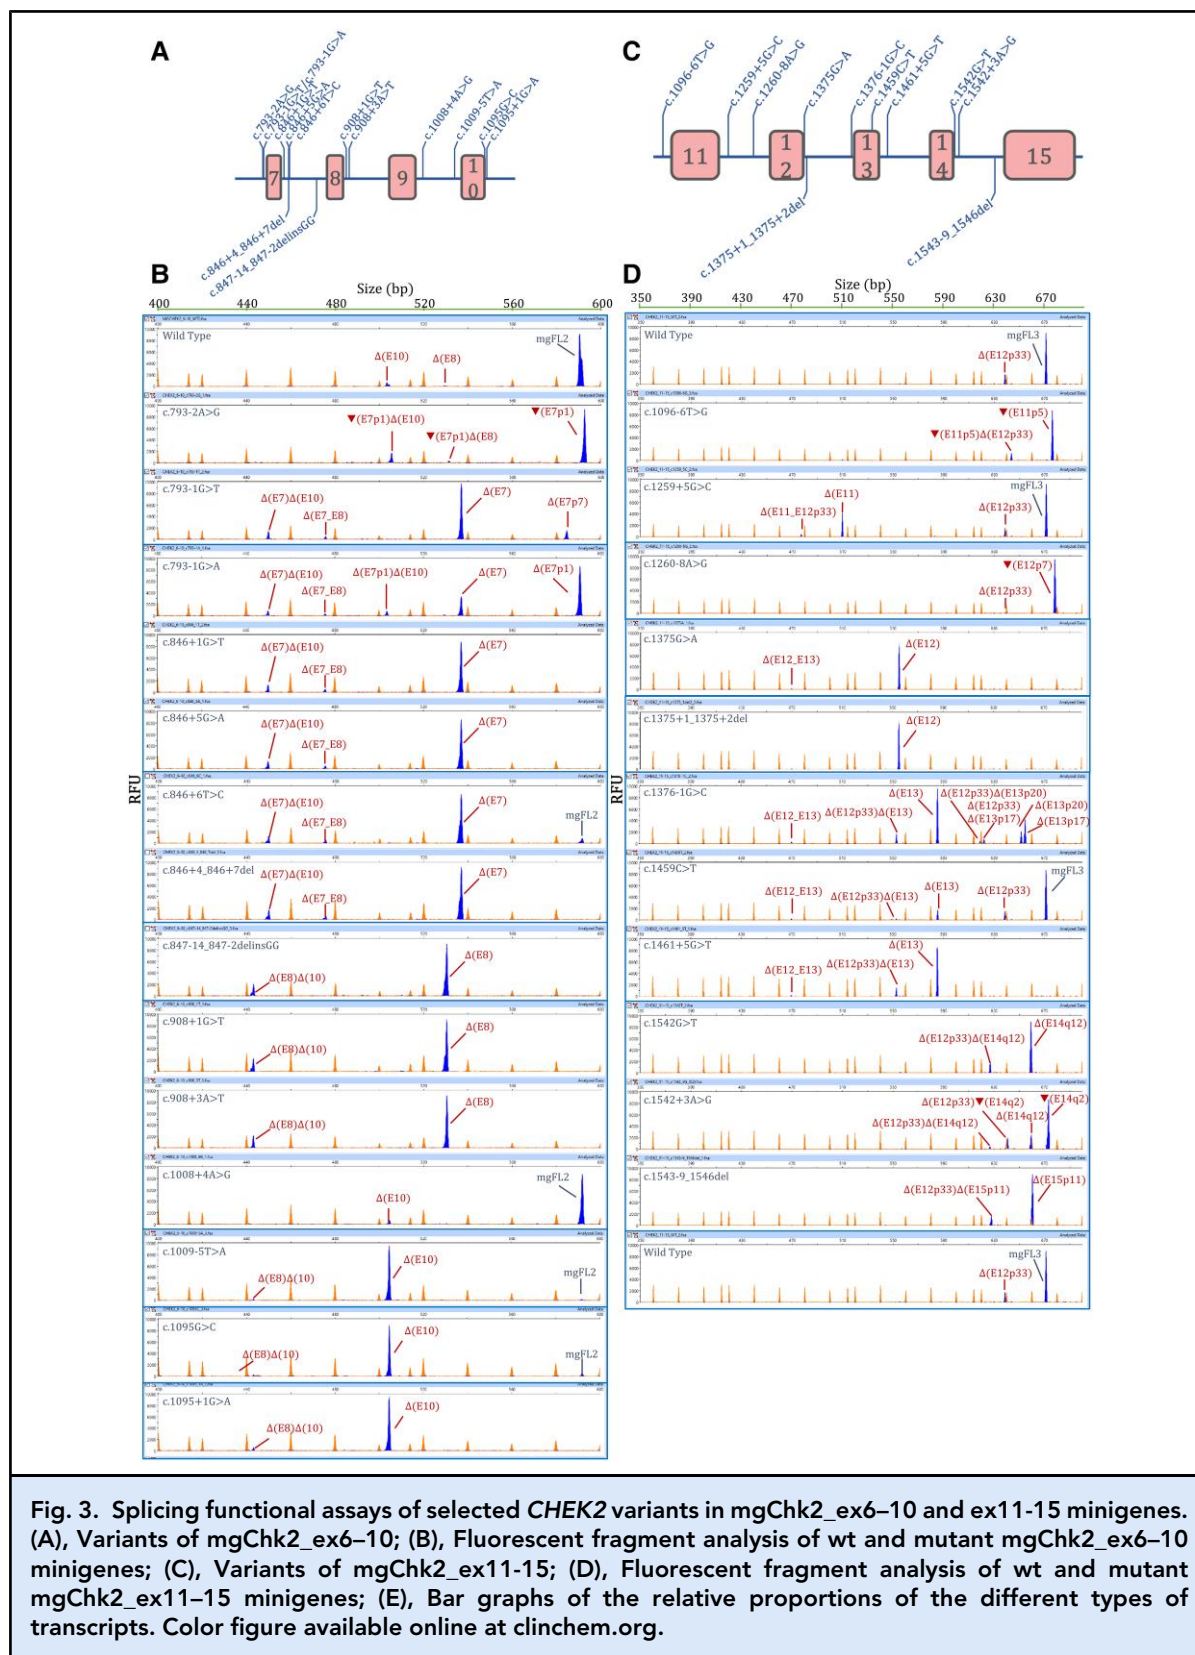 A
c.793-2A>G
c.793-1G>T/c.793-1G>A
c.846+1G>T
c.846+5G>A
c.846+6T>C
c.908+1G>T
c.908+3A>T
c.1008+4A>G
c.1009-5T>A
c.1095G>C
c.1095+1G>A
7
8
9
10
c.846+4_846+7del
c.847-14_847-2delinsGG
C
c.1096-6T>G
c.1259+5G>C
c.1260-8A>G
c.1375G>A
c.1376-1G>C
c.1459C>T
c.1461+5G>T
c.1542G>T
c.1542+3A>G
11
12
13
14
15
c.1375+1_1375+2del
c.1543-9_1546del
B
Size (bp)
400 440 480 520 560 600
RFU
Wild Type
Δ(E10)
Δ(E8)
mgFL2
c.793-2A>G
▼(E7p1)Δ(E10)
▼(E7p1)Δ(E8)
▼(E7p1)
c.793-1G>T
Δ(E7)Δ(E10)
Δ(E7_E8)
Δ(E7)
Δ(E7p7)
c.793-1G>A
Δ(E7)Δ(E10)
Δ(E7_E8)
Δ(E7p1)Δ(E10)
Δ(E7)
Δ(E7p1)
c.846+1G>T
Δ(E7)Δ(E10)
Δ(E7_E8)
Δ(E7)
c.846+5G>A
Δ(E7)Δ(E10)
Δ(E7_E8)
Δ(E7)
c.846+6T>C
Δ(E7)Δ(E10)
Δ(E7_E8)
Δ(E7)
mgFL2
c.846+4_846+7del
Δ(E7)Δ(E10)
Δ(E7_E8)
Δ(E7)
c.847-14_847-2delinsGG
Δ(E8)Δ(10)
Δ(E8)
c.908+1G>T
Δ(E8)Δ(10)
Δ(E8)
c.908+3A>T
Δ(E8)Δ(10)
Δ(E8)
c.1008+4A>G
Δ(E10)
mgFL2
c.1009-5T>A
Δ(E8)Δ(10)
Δ(E10)
mgFL2
c.1095G>C
Δ(E8)Δ(10)
Δ(E10)
mgFL2
c.1095+1G>A
Δ(E8)Δ(10)
Δ(E10)
D
Size (bp)
350 390 430 470 510 550 590 630 670
RFU
Wild Type
Δ(E12p33)
mgFL3
c.1096-6T>G
▼(E11p5)
▼(E11p5)Δ(E12p33)
c.1259+5G>C
Δ(E11_E12p33)
Δ(E11)
Δ(E12p33)
mgFL3
c.1260-8A>G
▼(E12p7)
Δ(E12p33)
c.1375G>A
Δ(E12_E13)
Δ(E12)
c.1375+1_1375+2del
Δ(E12)
c.1376-1G>C
Δ(E12_E13)
Δ(E12p33)Δ(E13)
Δ(E13)
Δ(E12p33)Δ(E13p20)
Δ(E12p33)
Δ(E13p17)
Δ(E13p20)
Δ(E13p17)
c.1459C>T
Δ(E12_E13)
Δ(E12p33)Δ(E13)
Δ(E13)
Δ(E12p33)
mgFL3
c.1461+5G>T
Δ(E12_E13)
Δ(E12p33)Δ(E13)
Δ(E13)
c.1542G>T
Δ(E12p33)Δ(E14q12)
Δ(E14q12)
c.1542+3A>G
Δ(E12p33)▼(E14q2)
Δ(E12p33)Δ(E14q12)
Δ(E14q12)
▼(E14q2)
c.1543-9_1546del
Δ(E12p33)Δ(E15p11)
Δ(E15p11)
Wild Type
Δ(E12p33)
mgFL3
Fig. 3. Splicing functional assays of selected CHEK2 variants in mgChk2_ex6–10 and ex11-15 minigenes.
(A), Variants of mgChk2_ex6–10; (B), Fluorescent fragment analysis of wt and mutant mgChk2_ex6–10
minigenes; (C), Variants of mgChk2_ex11-15; (D), Fluorescent fragment analysis of wt and mutant
mgChk2_ex11–15 minigenes; (E), Bar graphs of the relative proportions of the different types of
transcripts. Color figure available online at clinchem.org.